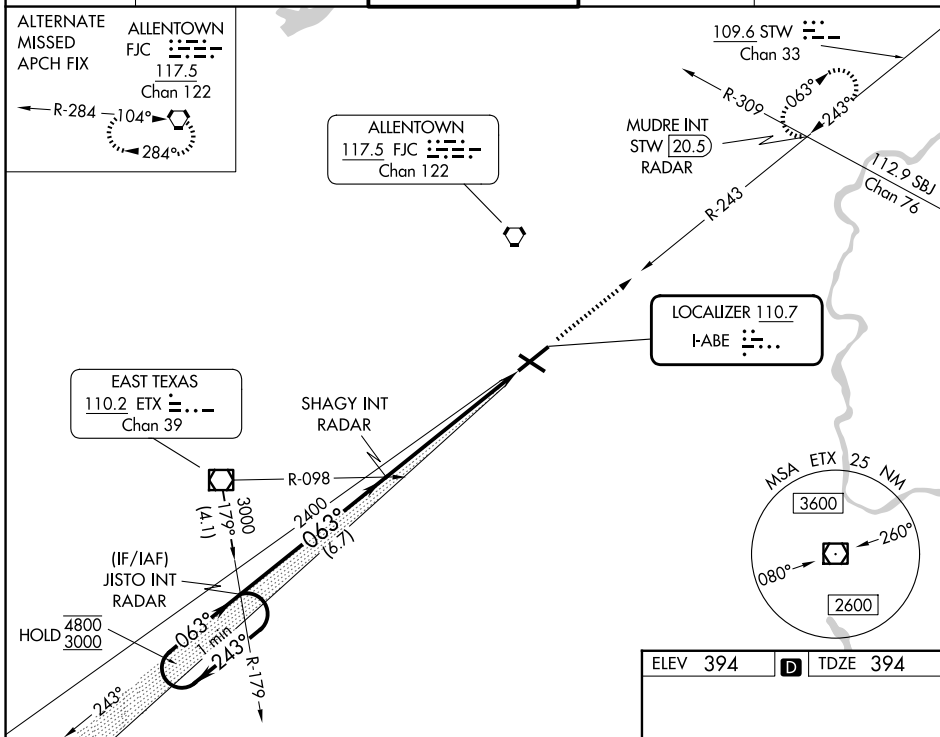 ALTERNATE
MISSED
APCH FIX
ALLENTOWN
FJC
117.5
Chan 122
R-284
104°
284°
ALLENTOWN
117.5 FJC
Chan 122
109.6 STW
Chan 33
R-309
063°
243°
MUDRE INT
STW 20.5
RADAR
112.9 SBJ
Chan 76
R-243
LOCALIZER 110.7
I-ABE
EAST TEXAS
110.2 ETX
Chan 39
SHAGY INT
RADAR
R-098
3000
179°
(4.1)
2400
063°
(6.7)
(IF/IAF)
JISTO INT
RADAR
HOLD 4800
3000
063°
1 min
243°
R-179
243°
MSA ETX 25 NM
3600
260°
080°
2600
ELEV 394 D TDZE 394